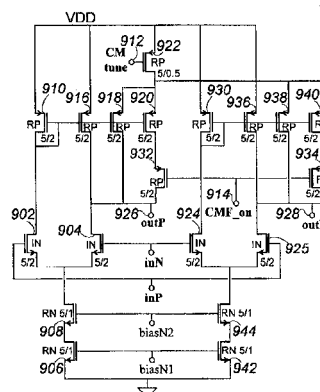 VDD
912
CM
tune
922
RP
5/0.5
910
916
918
920
930
936
938
940
RP
5/2
RP
5/2
RP
5/2
RP
5/2
RP
5/2
RP
5/2
932
934
RP
5/2
5/2
902
904
926
outP
914
CMF_on
924
928
925
IN
5/2
IN
5/2
inN
IN
5/2
IN
5/2
inP
RN 5/1
908
biasN2
RN 5/1
944
RN 5/1
906
biasN1
RN 5/1
942